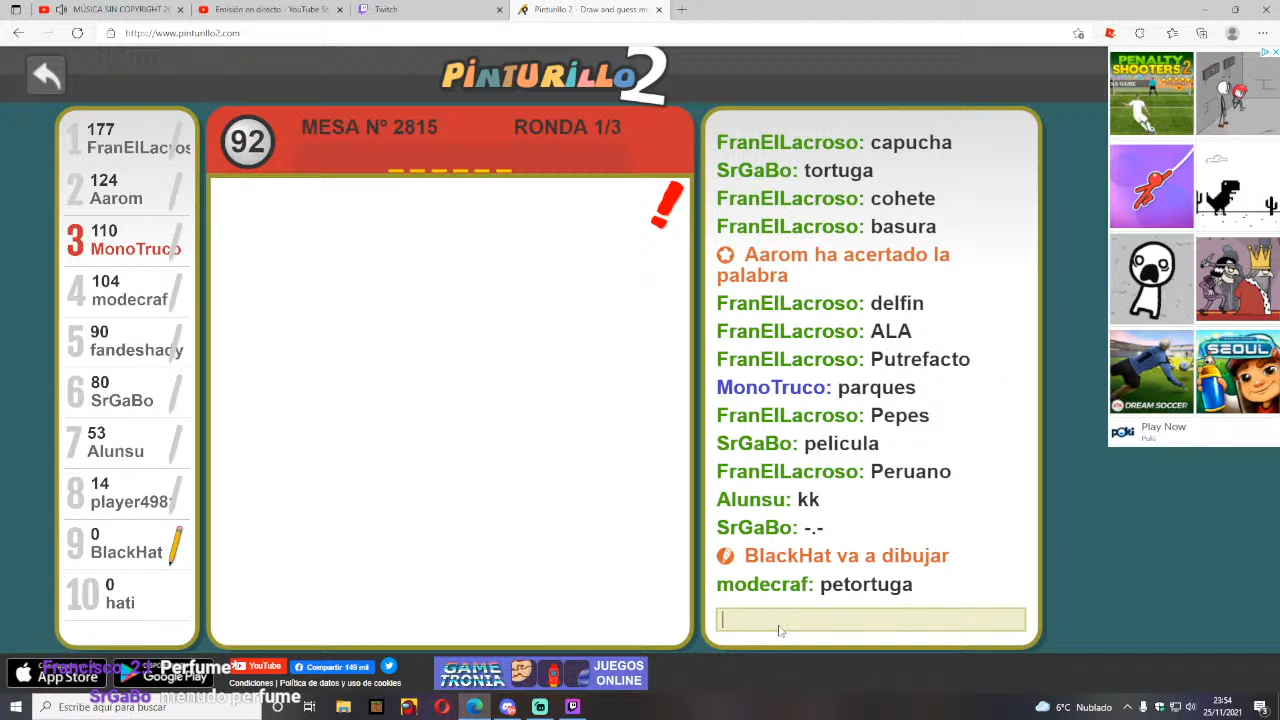 MÚSICA SIN COPYRIGHT 2
Emisión en directo - YouTube St
Twitch
Pinturillo 2 - Draw and guess m
https://www.pinturillo2.com
PINTURILLO 2
92
MESA Nº 2815
RONDA 1/3
1 177 FranElLacros
2 124 Aarom
3 110 MonoTruco
4 104 modecraf
5 90 fandeshady
6 80 SrGaBo
7 53 Alunsu
8 14 player498
9 0 BlackHat
10 0 hati
FranElLacroso: capucha
SrGaBo: tortuga
FranElLacroso: cohete
FranElLacroso: basura
Aarom ha acertado la
palabra
FranElLacroso: delfin
FranElLacroso: ALA
FranElLacroso: Putrefacto
MonoTruco: parques
FranElLacroso: Pepes
SrGaBo: pelicula
FranElLacroso: Peruano
Alunsu: kk
SrGaBo: -.-
BlackHat va a dibujar
modecraf: petortuga
PENALTY
SHOOTERS 2
DREAM SOCCER
SEOUL
poki
Play Now
Poki
App Store
Google Play
YouTube
Compartir 149 mil
Condiciones | Política de datos y uso de cookies
GAME
TRONIA
JUEGOS
ONLINE
Perfume
SrGaBo menudo perfume
Escribe aquí para buscar
6°C Nublado
23:54
25/11/2021
3